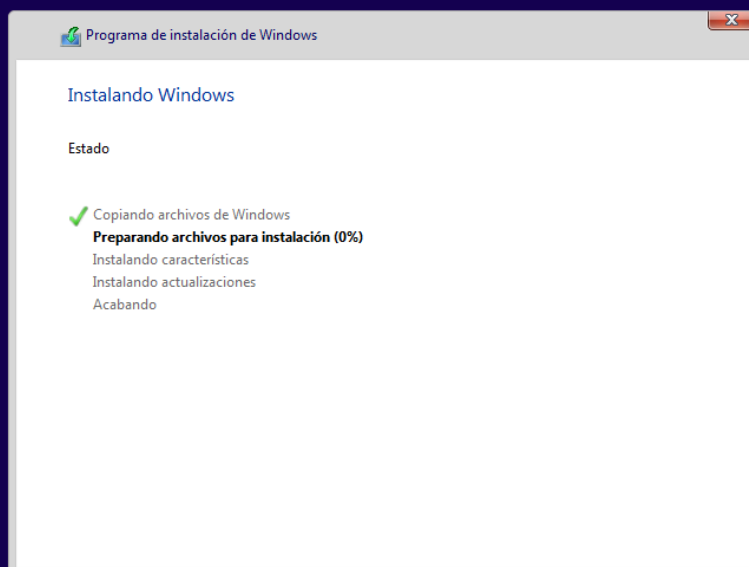 Programa de instalación de Windows
Instalando Windows
Estado
Copiando archivos de Windows
Preparando archivos para instalación (0%)
Instalando características
Instalando actualizaciones
Acabando